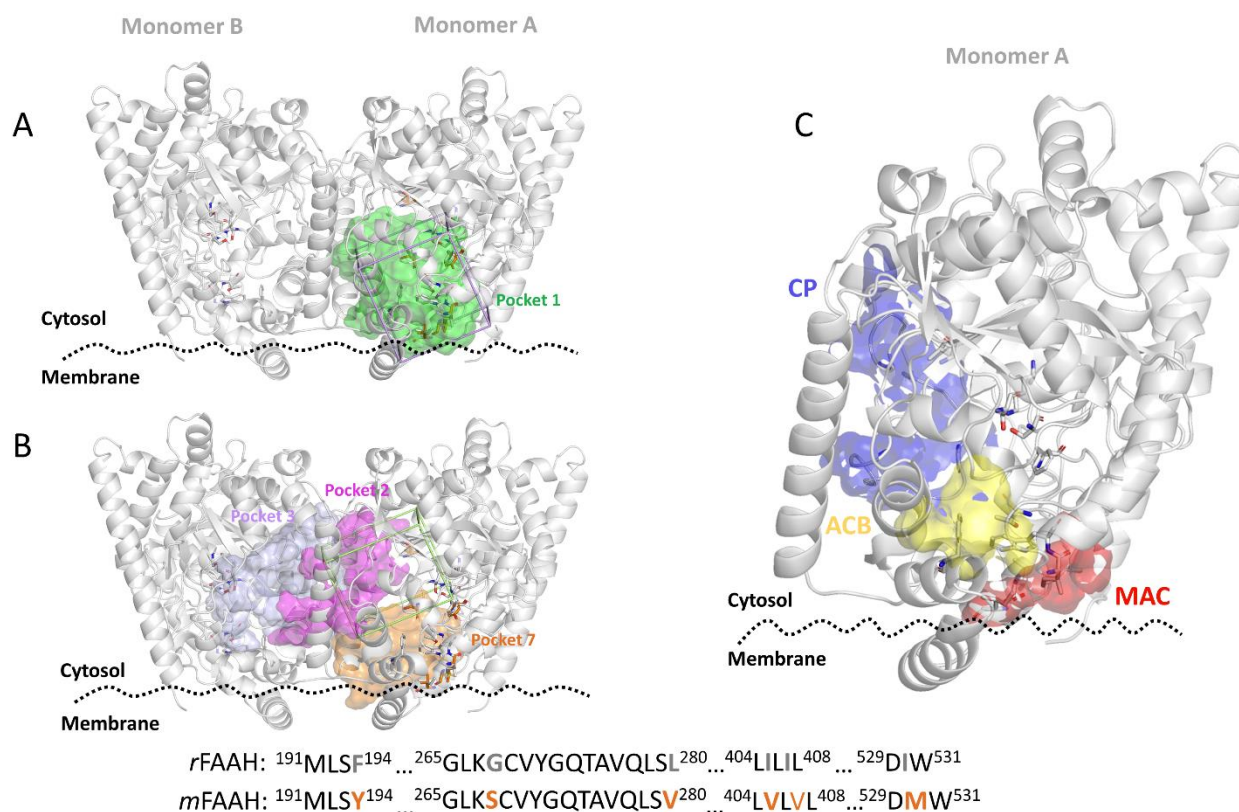 Monomer B Monomer A
A
Pocket 1
Cytosol
Membrane
B
Pocket 2
Pocket 3
Pocket 7
Cytosol
Membrane
Monomer A
C
CP
ACB
MAC
Cytosol
Membrane
rFAAH: 191MLSF194 ... 265GLKGCVYGQTAVQLSL280 ... 404LILIL408 ... 529DIW531
mFAAH: 191MLSY194 ... 265GLKSCVYGQTAVQLSV280 ... 404LVLVL408 ... 529DMW531